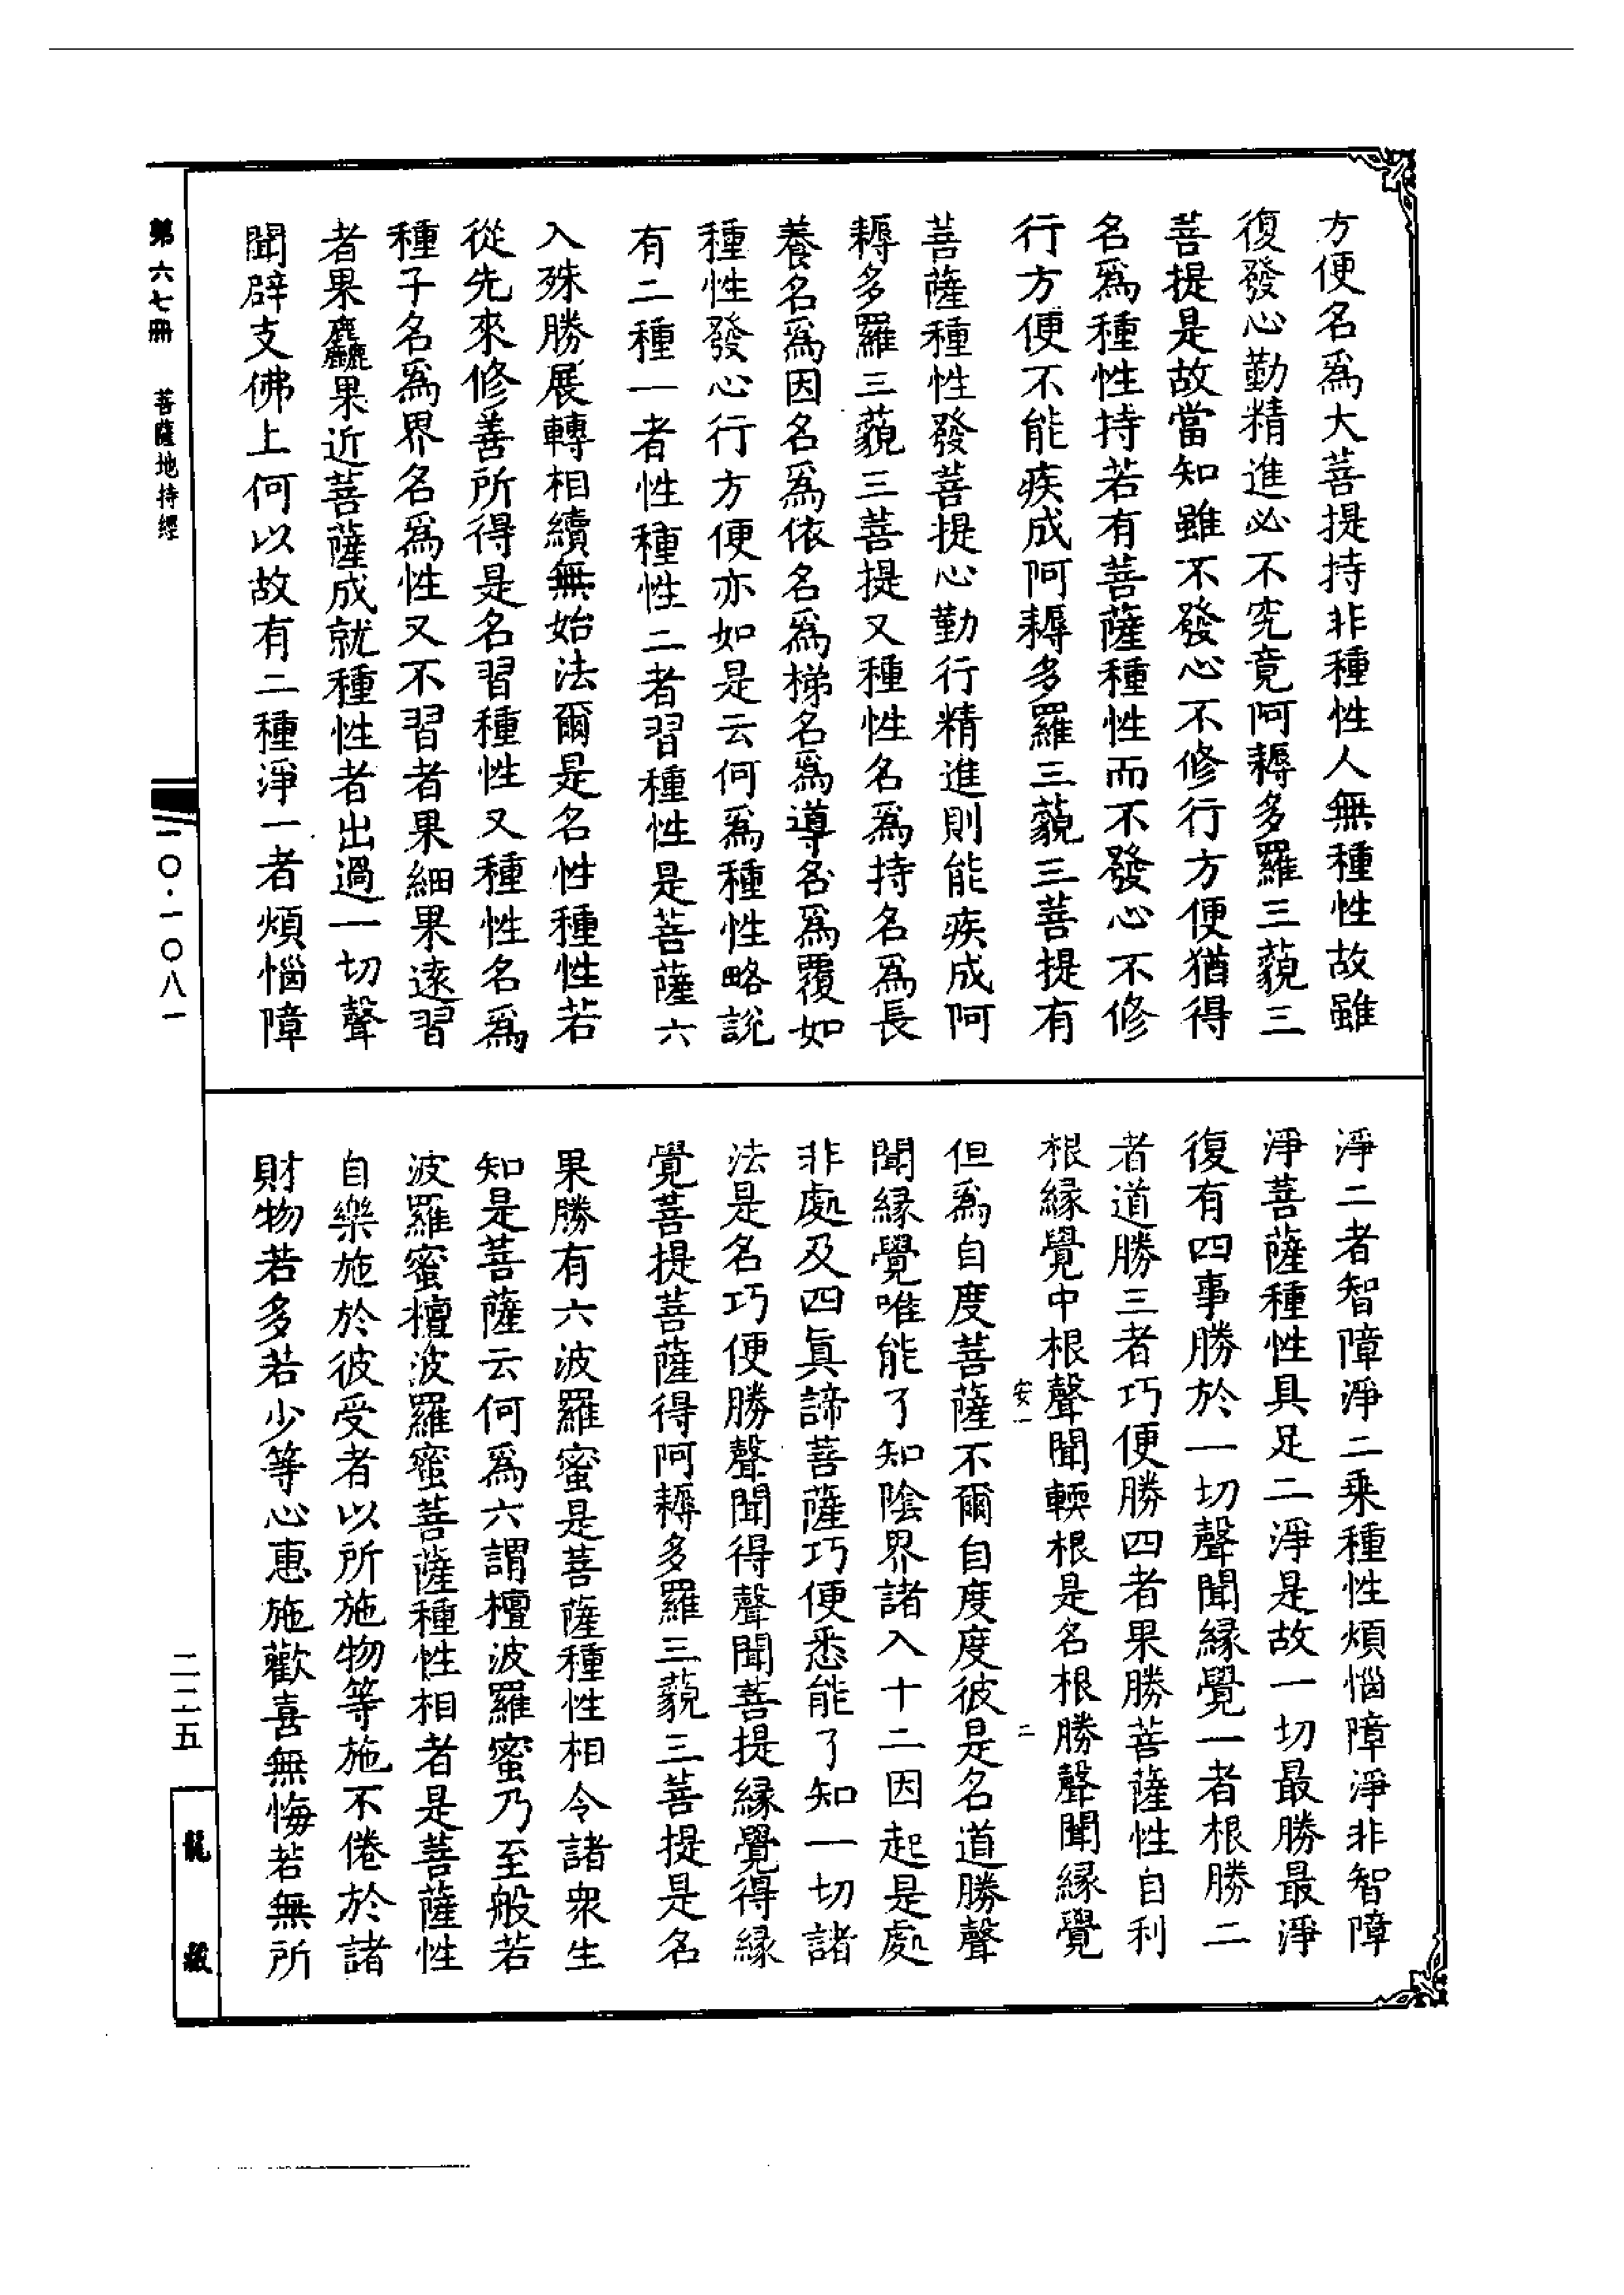 方便名爲大菩提持非種性人無種性故雖
復發心勤精進必不究竟阿耨多羅三藐三
菩提是故當知雖不發心不修行方便猶得
名爲種性持若有菩薩種性而不發心不修
行方便不能疾成阿耨多羅三藐三菩提有
菩薩種性發菩提心勤行精進則能疾成阿
耨多羅三藐三菩提又種性名爲持名爲長
養名爲因名爲依名爲梯名爲導名爲覆如
種性發心行方便亦如是云何爲種性略說
有二種一者性種性二者習種性是菩薩六
入殊勝展轉相續無始法爾是名性種性若
從先來修善所得是名習種性又種性名爲
種子名爲界名爲性又不習者果細果遠習
者果麤果近菩薩成就種性者出過一切聲
聞辟支佛上何以故有二種淨一者煩惱障
淨二者智障淨二乘種性煩惱障淨非智障
淨菩薩種性具足二淨是故一切最勝最淨
復有四事勝於一切聲聞緣覺一者根勝二
者道勝三者巧便勝四者果勝菩薩性自利
根緣覺中根聲聞輭根是名根勝聲聞緣覺
安一
二
但爲自度菩薩不爾自度度彼是名道勝聲
聞緣覺唯能了知陰界諸入十二因起是處
非處及四眞諦菩薩巧便悉能了知一切諸
法是名巧便勝聲聞得聲聞菩提緣覺得緣
覺菩提菩薩得阿耨多羅三藐三菩提是名
果勝有六波羅蜜是菩薩種性相令諸衆生
知是菩薩云何爲六謂檀波羅蜜乃至般若
波羅蜜檀波羅蜜菩薩種性相者是菩薩性
自樂施於彼受者以所施物等施不倦於諸
財物若多若少等心惠施歡喜無悔若無所
第六七冊
菩薩地持經
一〇·一〇八一
二二五
龍藏